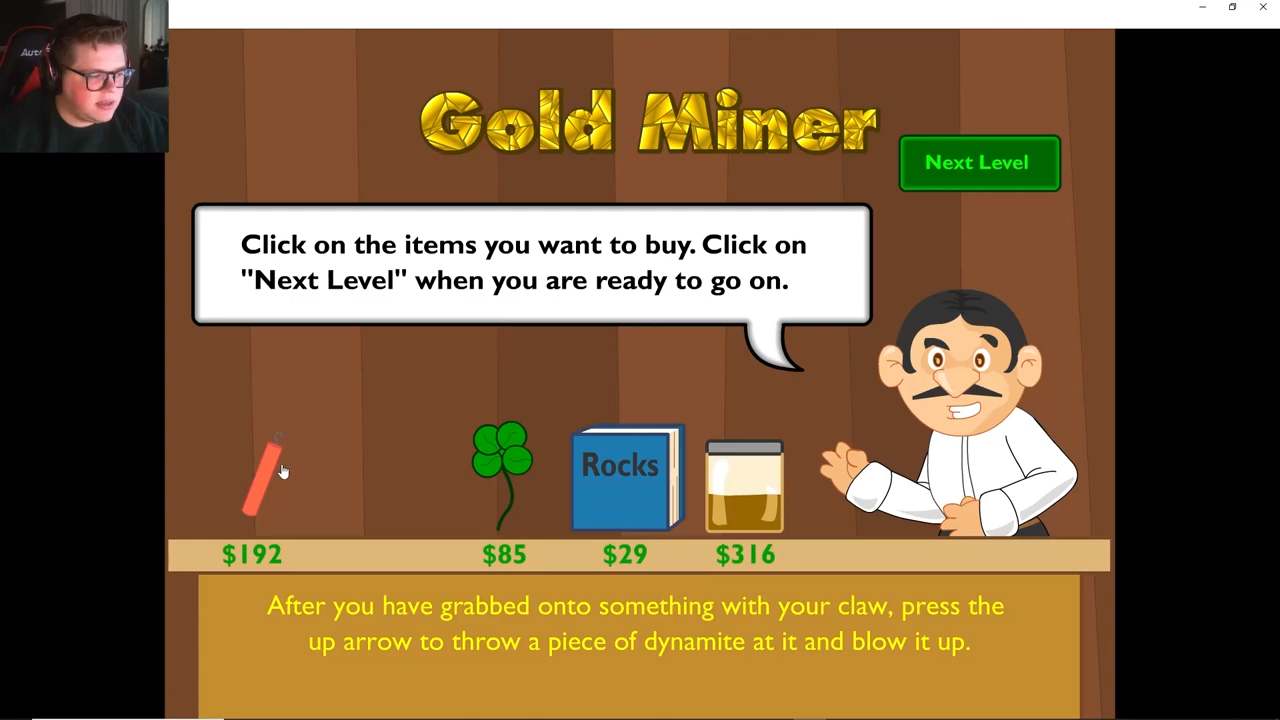 Gold Miner
Next Level
Click on the items you want to buy. Click on
"Next Level" when you are ready to go on.
Rocks
$192
$85
$29
$316
After you have grabbed onto something with your claw, press the
up arrow to throw a piece of dynamite at it and blow it up.